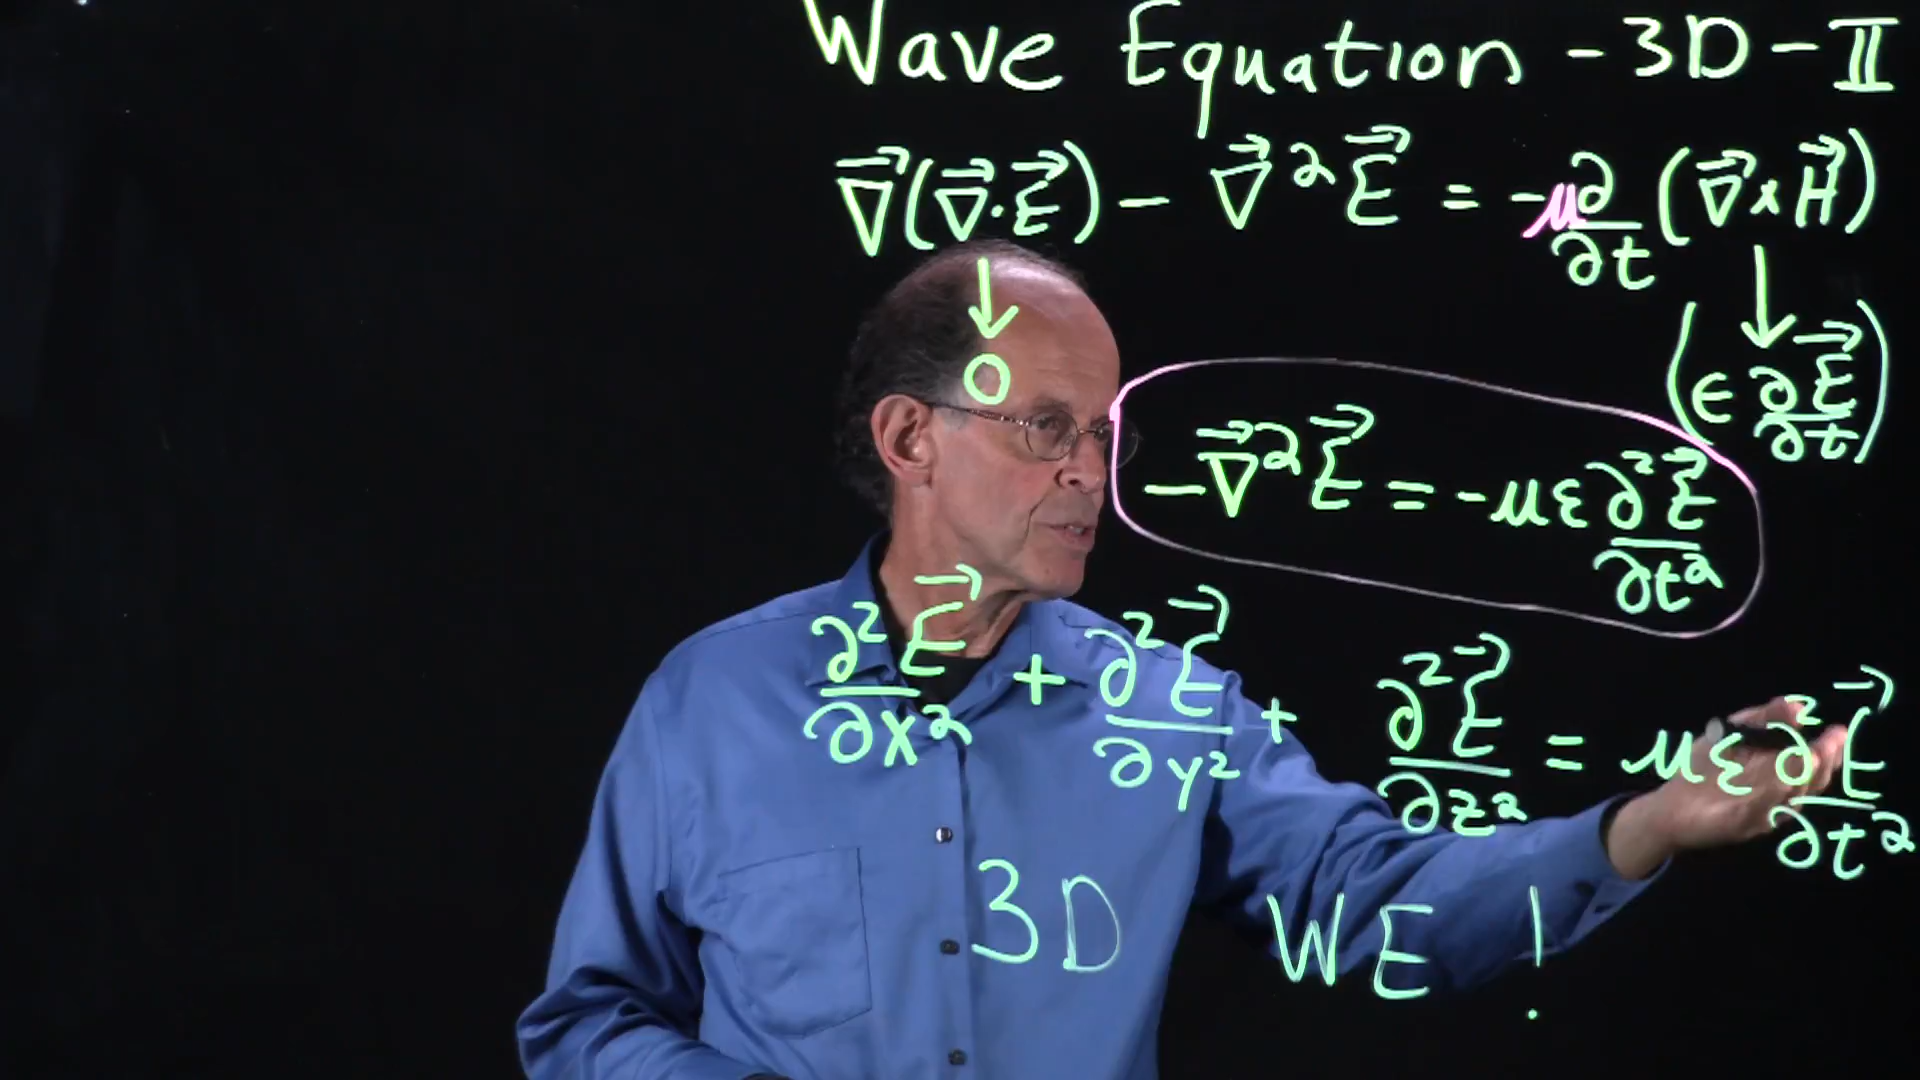 Wave Equation - 3D - II
∇⃗(∇⃗·E⃗) - ∇⃗²E⃗ = -μ ∂/∂t (∇⃗×H⃗)
↓ ↓
0 (ϵ ∂E⃗/∂t)
-∇⃗²E⃗ = -με ∂²E⃗/∂t²
∂²E⃗/∂x² + ∂²E⃗/∂y² + ∂²E⃗/∂z² = με ∂²E⃗/∂t²
3D WE !